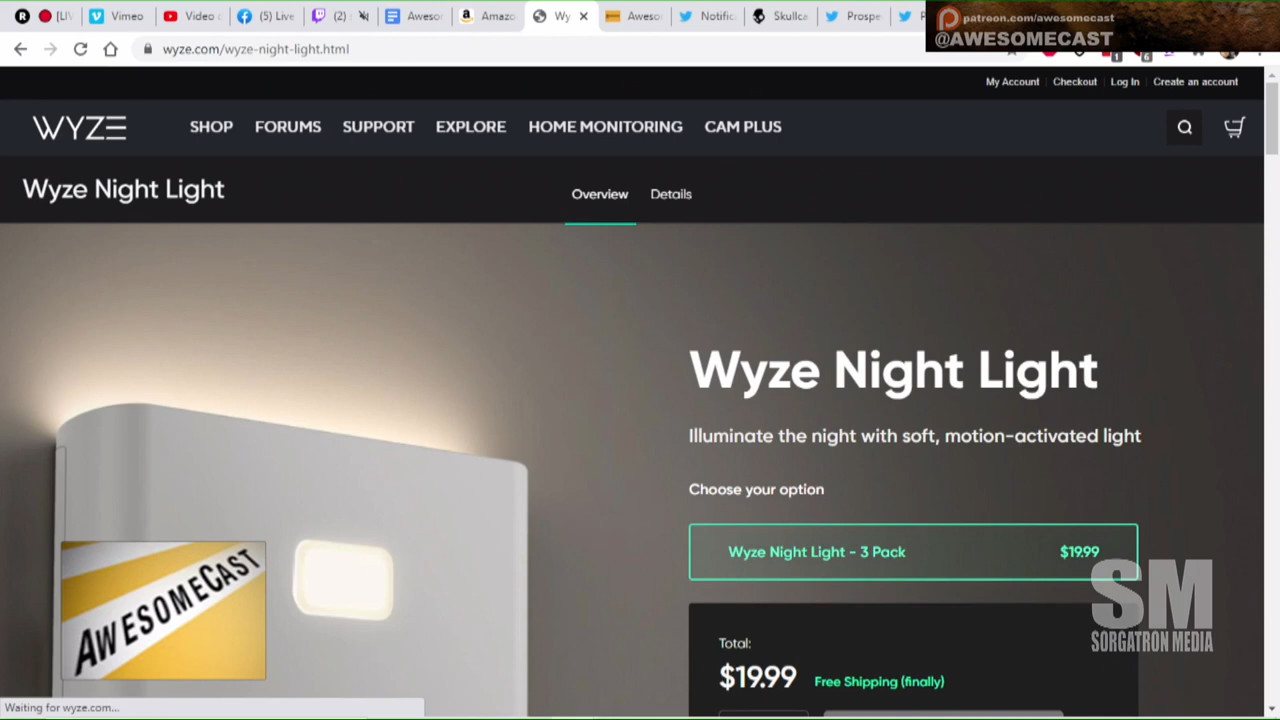 [LI
Vimeo
Video c
(5) Live
(2)
Aweso
Amazo
Wy
Aweso
Notific
Skullca
Prospe
P
patreon.com/awesomecast
@AWESOMECAST
wyze.com/wyze-night-light.html
1
6
My Account
Checkout
Log In
Create an account
WYZE
SHOP
FORUMS
SUPPORT
EXPLORE
HOME MONITORING
CAM PLUS
Wyze Night Light
Overview
Details
Wyze Night Light
Illuminate the night with soft, motion-activated light
Choose your option
Wyze Night Light - 3 Pack
$19.99
AWESOMECAST
SM
SORGATRON MEDIA
Total:
$19.99
Free Shipping (finally)
Waiting for wyze.com...